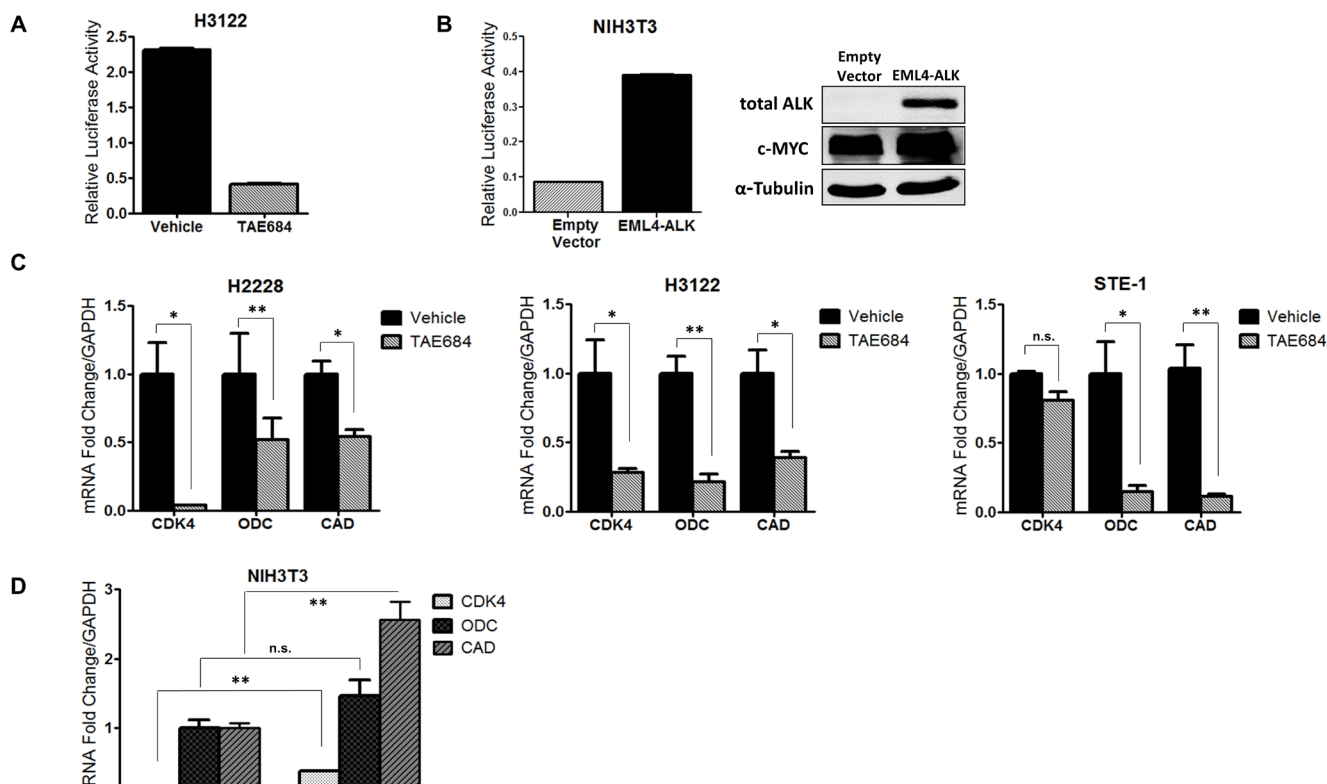 A
H3122
Relative Luciferase Activity
2.5
2.0
1.5
1.0
0.5
0.0
Vehicle TAE684
B
NIH3T3
Relative Luciferase Activity
0.5
0.4
0.3
0.2
0.1
0.0
Empty Vector
EML4-ALK
Empty
Vector EML4-ALK
total ALK
c-MYC
α-Tubulin
C
H2228
mRNA Fold Change/GAPDH
1.5
1.0
0.5
0.0
* ** *
CDK4 ODC CAD
Vehicle
TAE684
H3122
mRNA Fold Change/GAPDH
1.5
1.0
0.5
0.0
* ** *
CDK4 ODC CAD
Vehicle
TAE684
STE-1
mRNA Fold Change/GAPDH
1.5
1.0
0.5
0.0
n.s. * **
CDK4 ODC CAD
Vehicle
TAE684
D
NIH3T3
RNA Fold Change/GAPDH
3
2
1
**
n.s.
**
CDK4
ODC
CAD